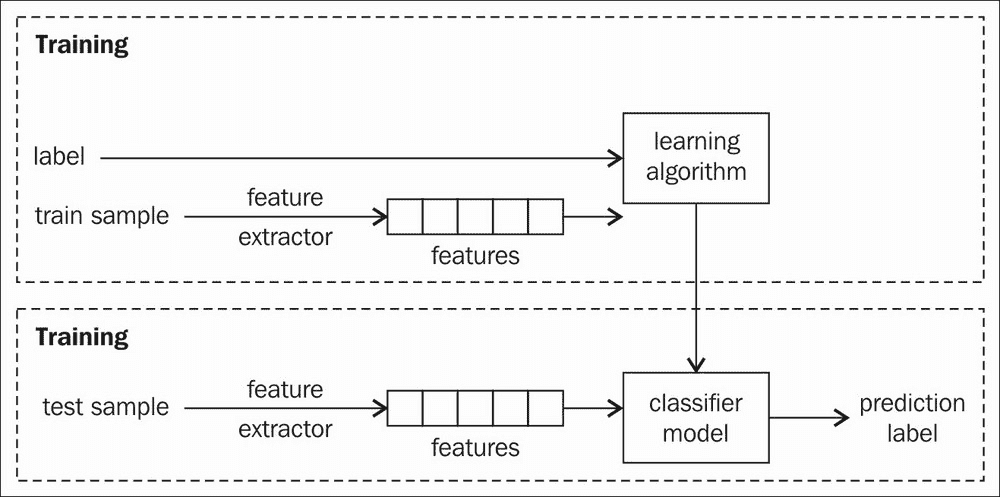 Training
label
learning
algorithm
train sample
feature
extractor
features
Training
test sample
feature
extractor
features
classifier
model
prediction
label